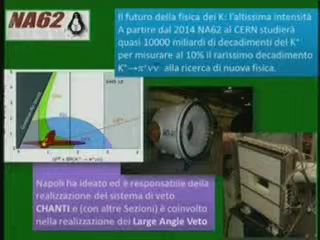 NA62
Il futuro della fisica dei K: l'altissima intensità
A partire dal 2014 NA62 al CERN studierà
quasi 10000 miliardi di decadimenti del K⁺
per misurare al 10% il rarissimo decadimento
K⁺→π⁺νν alla ricerca di nuova fisica.
Napoli ha ideato ed è responsabile della
realizzazione del sistema di veto
CHANTI e (con altre Sezioni) è coinvolto
nella realizzazione dei Large Angle Veto